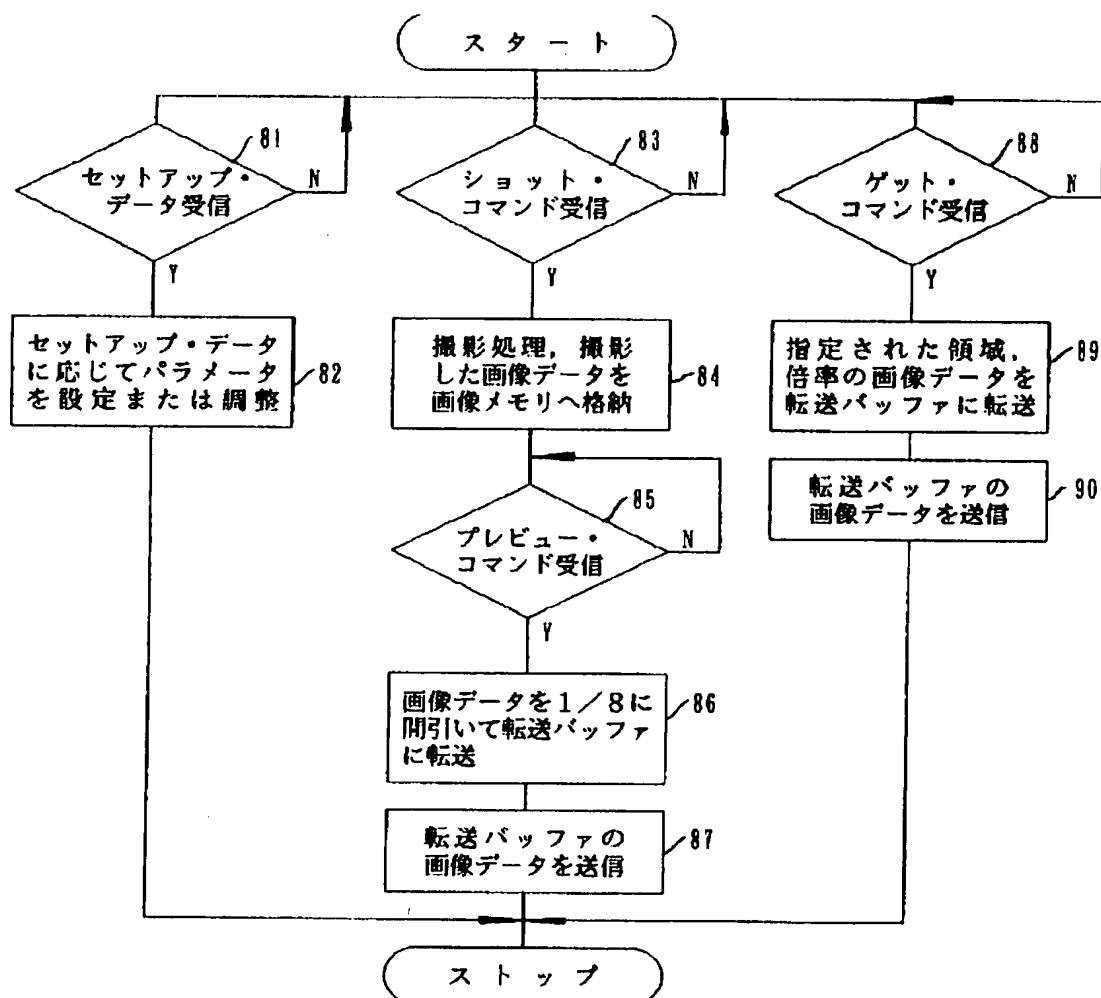 スタート
81
セットアップ・
データ受信
N
Y
セットアップ・データ
に応じてパラメータ
を設定または調整
82
83
ショット・
コマンド受信
N
Y
撮影処理，撮影
した画像データを
画像メモリへ格納
84
85
プレビュー・
コマンド受信
N
Y
画像データを1／8に
間引いて転送バッファ
に転送
86
転送バッファの
画像データを送信
87
88
ゲット・
コマンド受信
N
Y
指定された領域，
倍率の画像データを
転送バッファに転送
89
転送バッファの
画像データを送信
90
ストップ